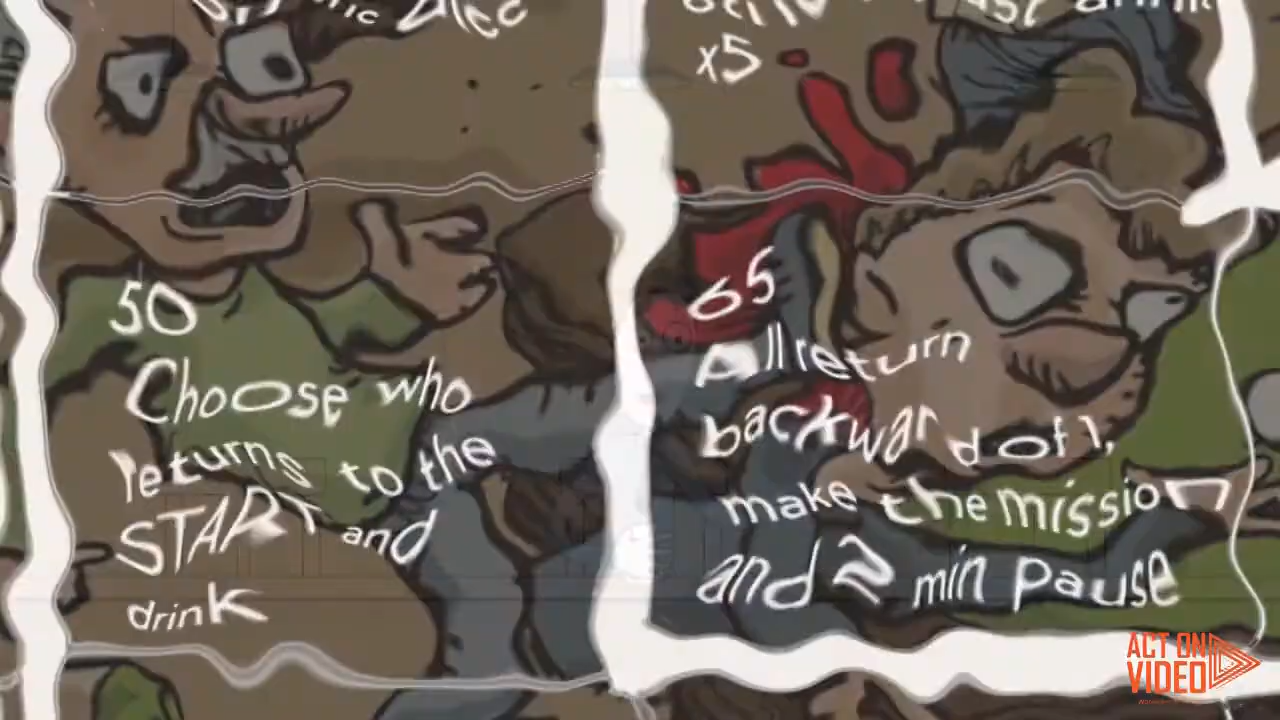 x5
50
Choose who
returns to the
START and
drink
65
All return
backward of 1,
make the mission
and 2 min pause
ACT ON
VIDEO